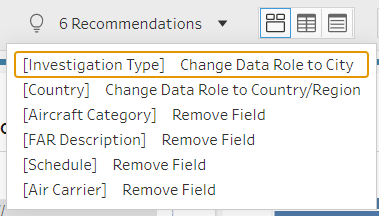 6 Recommendations
[Investigation Type] Change Data Role to City
[Country] Change Data Role to Country/Region
[Aircraft Category] Remove Field
[FAR Description] Remove Field
[Schedule] Remove Field
[Air Carrier] Remove Field